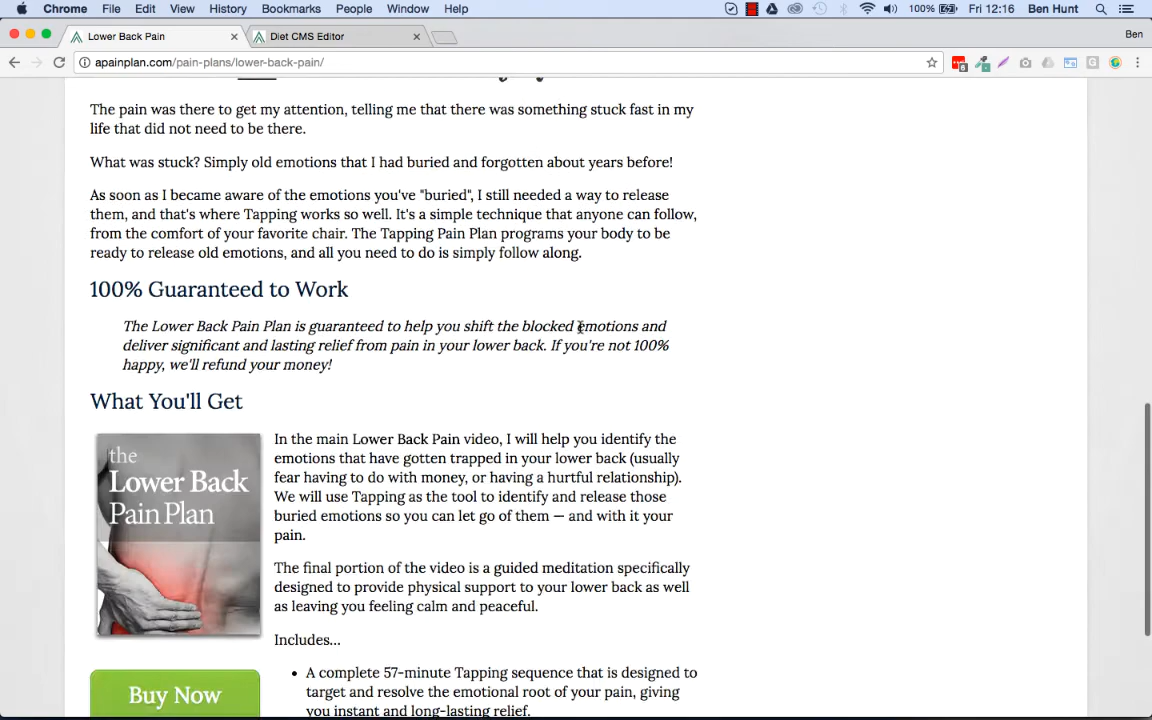 Chrome File Edit View History Bookmarks People Window Help 100% Fri 12:16 Ben Hunt
Lower Back Pain Diet CMS Editor Ben
apainplan.com/pain-plans/lower-back-pain/
The pain was there to get my attention, telling me that there was something stuck fast in my
life that did not need to be there.
What was stuck? Simply old emotions that I had buried and forgotten about years before!
As soon as I became aware of the emotions you've "buried", I still needed a way to release
them, and that's where Tapping works so well. It's a simple technique that anyone can follow,
from the comfort of your favorite chair. The Tapping Pain Plan programs your body to be
ready to release old emotions, and all you need to do is simply follow along.
100% Guaranteed to Work
The Lower Back Pain Plan is guaranteed to help you shift the blocked emotions and
deliver significant and lasting relief from pain in your lower back. If you're not 100%
happy, we'll refund your money!
What You'll Get
the
Lower Back
Pain Plan
In the main Lower Back Pain video, I will help you identify the
emotions that have gotten trapped in your lower back (usually
fear having to do with money, or having a hurtful relationship).
We will use Tapping as the tool to identify and release those
buried emotions so you can let go of them — and with it your
pain.
The final portion of the video is a guided meditation specifically
designed to provide physical support to your lower back as well
as leaving you feeling calm and peaceful.
Includes...
• A complete 57-minute Tapping sequence that is designed to
target and resolve the emotional root of your pain, giving
you instant and long-lasting relief.
Buy Now